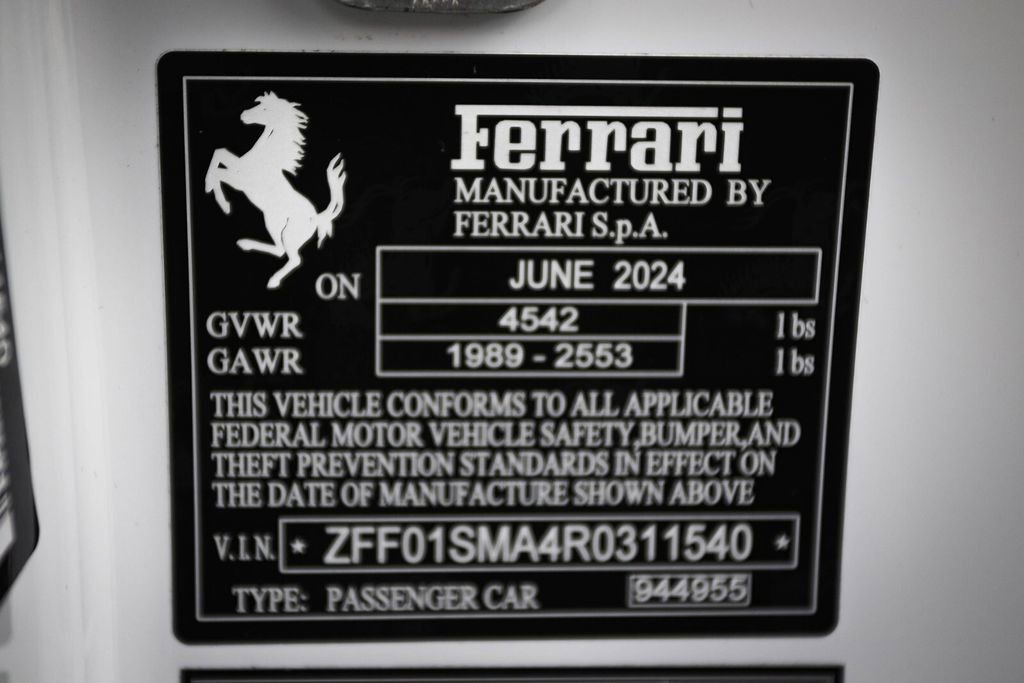 Ferrari
MANUFACTURED BY
FERRARI S.p.A.
ON JUNE 2024
GVWR 4542 lbs
GAWR 1989 - 2553 lbs
THIS VEHICLE CONFORMS TO ALL APPLICABLE
FEDERAL MOTOR VEHICLE SAFETY,BUMPER,AND
THEFT PREVENTION STANDARDS IN EFFECT ON
THE DATE OF MANUFACTURE SHOWN ABOVE
V.I.N. * ZFF01SMA4R0311540 *
TYPE: PASSENGER CAR 944955